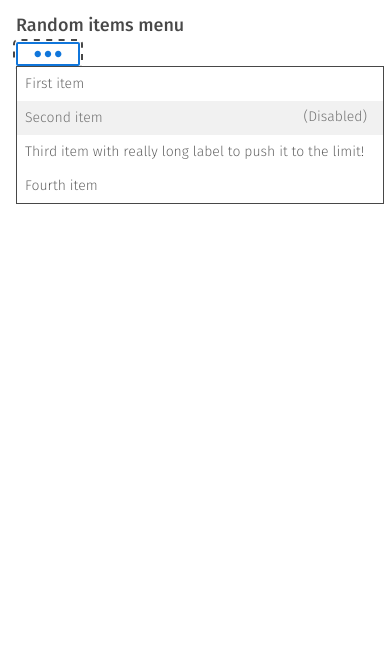 Random items menu
First item
Second item (Disabled)
Third item with really long label to push it to the limit!
Fourth item